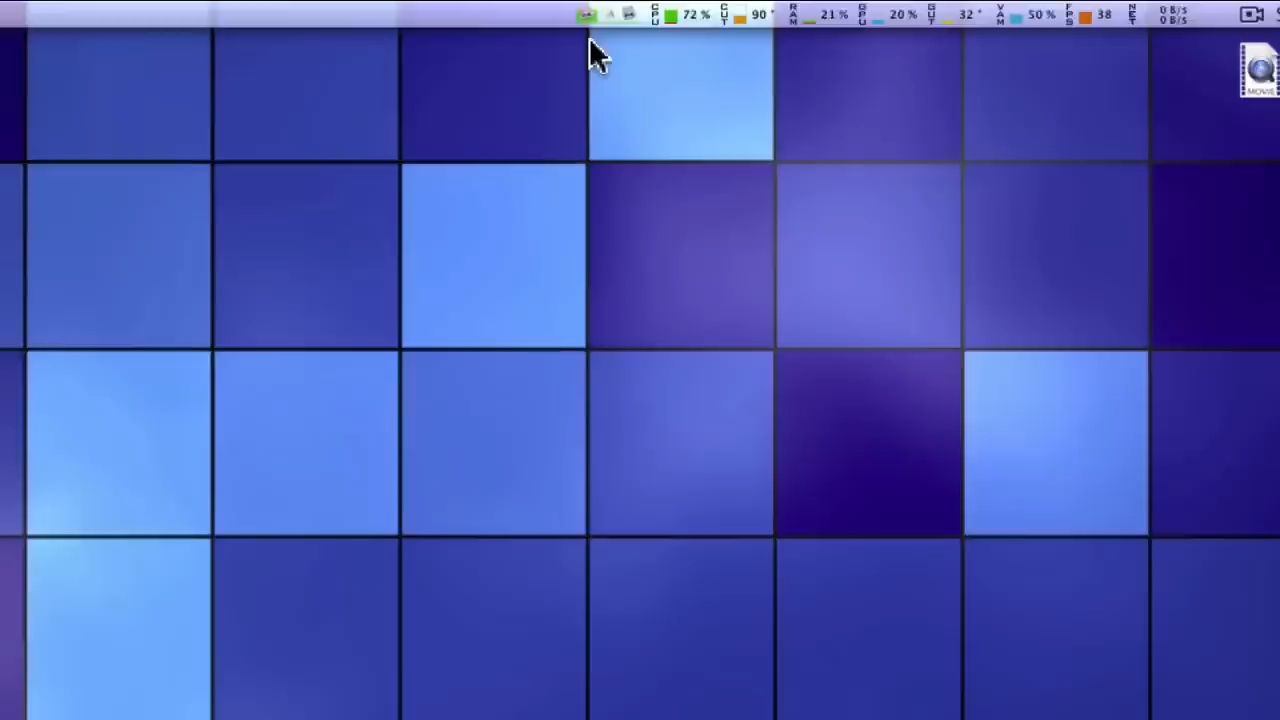 CPU 72% CUT 90° RAM 21% GPU 20% GUT 32° VAM 50% FPS 38 NET 0 B/s
0 B/s
MOVIE